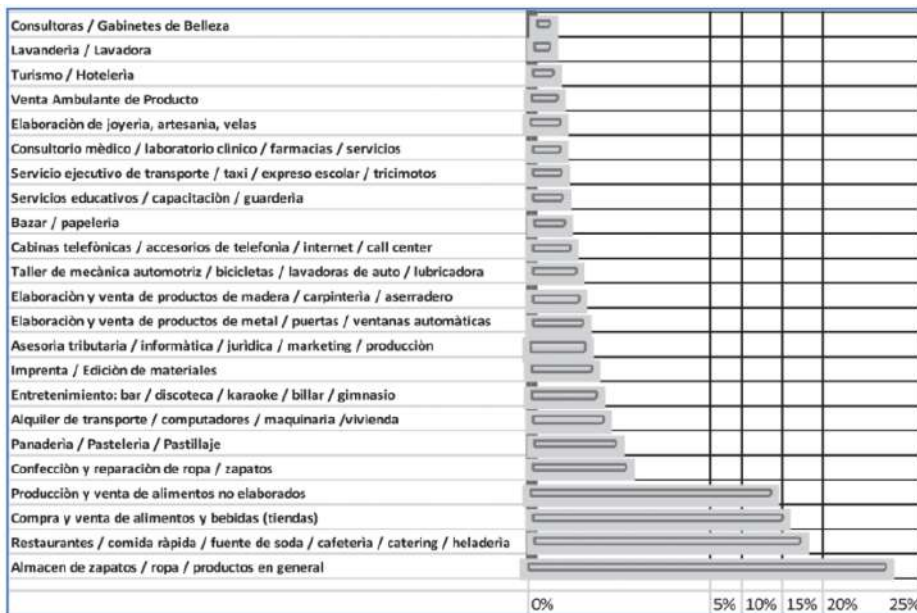 Consultoras / Gabinetes de Belleza
Lavanderìa / Lavadora
Turismo / Hotelerìa
Venta Ambulante de Producto
Elaboraciòn de joyerìa, artesanìa, velas
Consultorio mèdico / laboratorio clìnico / farmacias / servicios
Servicio ejecutivo de transporte / taxi / expreso escolar / tricimotos
Servicios educativos / capacitaciòn / guarderìa
Bazar / papelerìa
Cabinas telefònicas / accesorios de telefonìa / internet / call center
Taller de mecànica automotriz / bicicletas / lavadoras de auto / lubricadora
Elaboraciòn y venta de productos de madera / carpinterìa / aserradero
Elaboraciòn y venta de productos de metal / puertas / ventanas automàticas
Asesorìa tributaria / informàtica / jurìdica / marketing / producciòn
Imprenta / Ediciòn de materiales
Entretenimiento: bar / discoteca / karaoke / billar / gimnasio
Alquiler de transporte / computadores / maquinaria /vivienda
Panaderìa / Pastelerìa / Pastillaje
Confecciòn y reparaciòn de ropa / zapatos
Producciòn y venta de alimentos no elaborados
Compra y venta de alimentos y bebidas (tiendas)
Restaurantes / comida ràpida / fuente de soda / cafeterìa / catering / heladerìa
Almacen de zapatos / ropa / productos en general
0% 5% 10% 15% 20% 25%